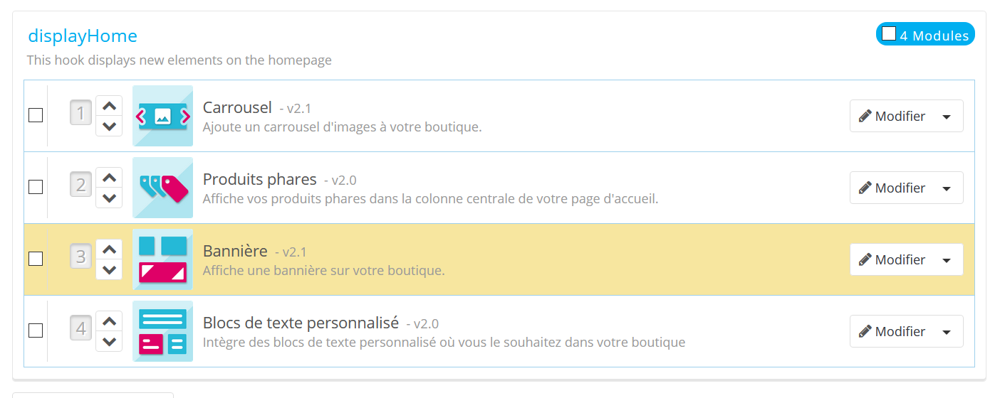 displayHome
4 Modules
This hook displays new elements on the homepage
1
Carrousel - v2.1
Ajoute un carrousel d'images à votre boutique.
Modifier
2
Produits phares - v2.0
Affiche vos produits phares dans la colonne centrale de votre page d'accueil.
Modifier
3
Bannière - v2.1
Affiche une bannière sur votre boutique.
Modifier
4
Blocs de texte personnalisé - v2.0
Intègre des blocs de texte personnalisé où vous le souhaitez dans votre boutique
Modifier